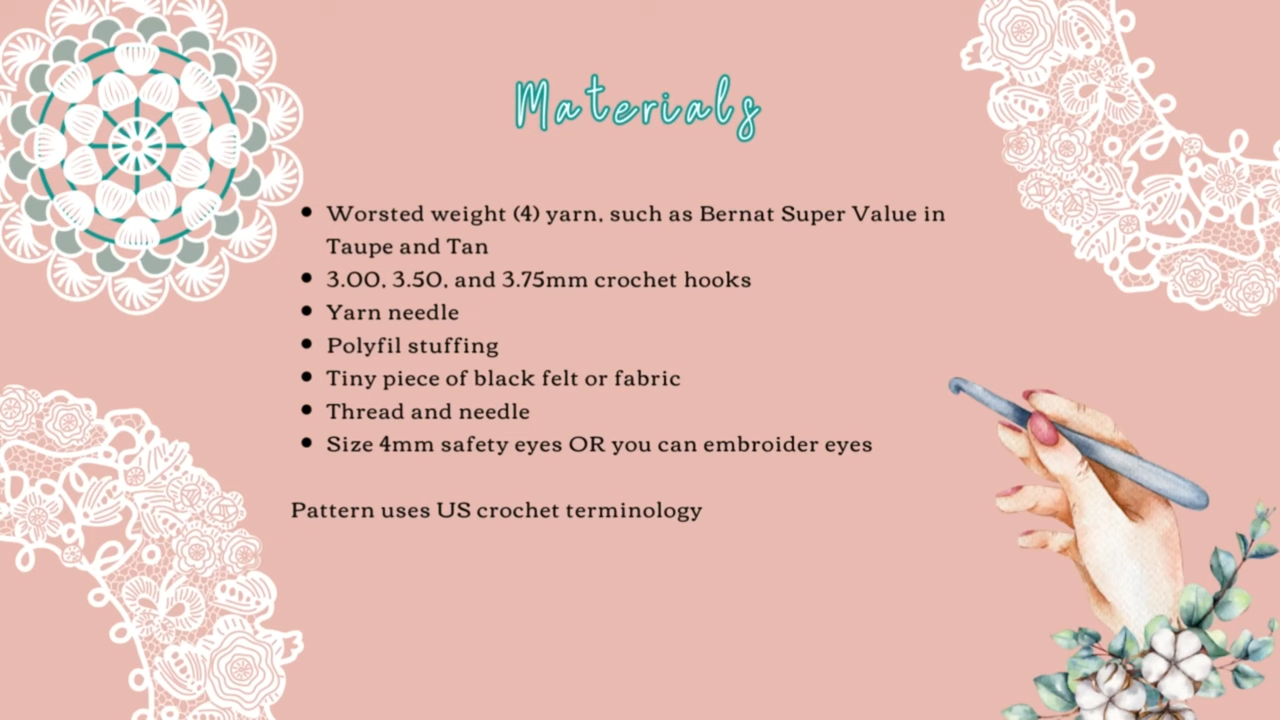 Materials
• Worsted weight (4) yarn, such as Bernat Super Value in
Taupe and Tan
• 3.00, 3.50, and 3.75mm crochet hooks
• Yarn needle
• Polyfil stuffing
• Tiny piece of black felt or fabric
• Thread and needle
• Size 4mm safety eyes OR you can embroider eyes
Pattern uses US crochet terminology